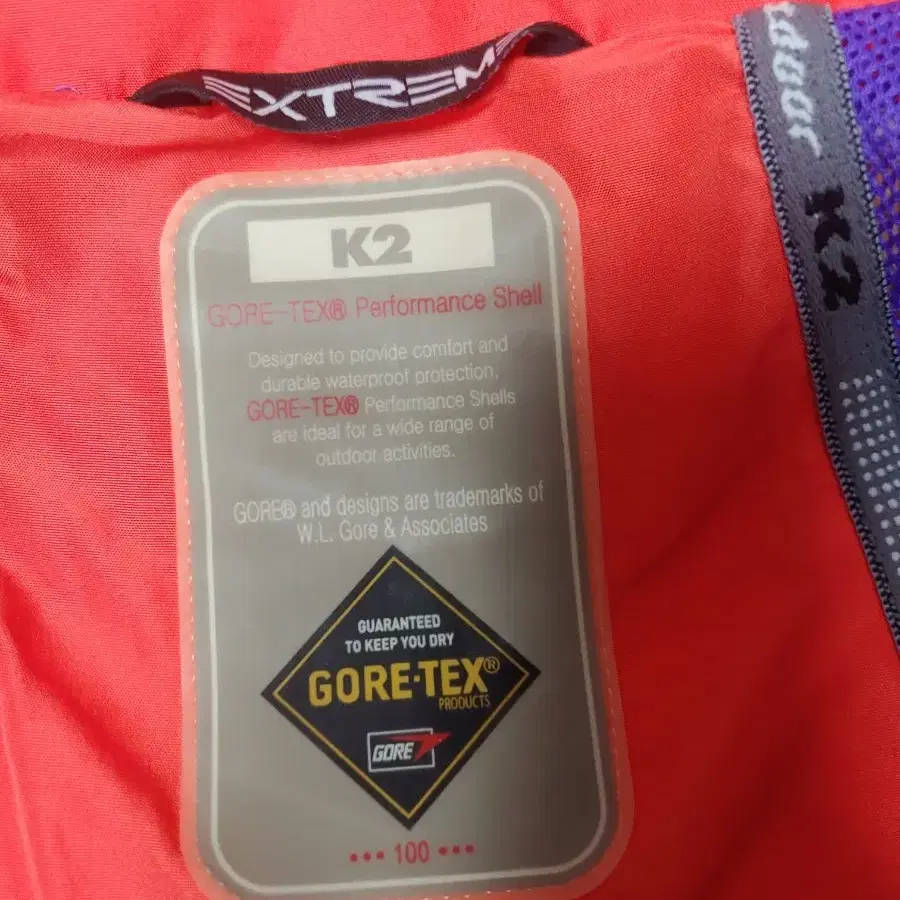 EXTREM
K2
GORE-TEX® Performance Shell
Designed to provide comfort and
durable waterproof protection,
GORE-TEX® Performance Shells
are ideal for a wide range of
outdoor activities.
GORE® and designs are trademarks of
W.L. Gore & Associates
GUARANTEED
TO KEEP YOU DRY
GORE-TEX®
PRODUCTS
GORE
••• 100 •••
tdoor K2